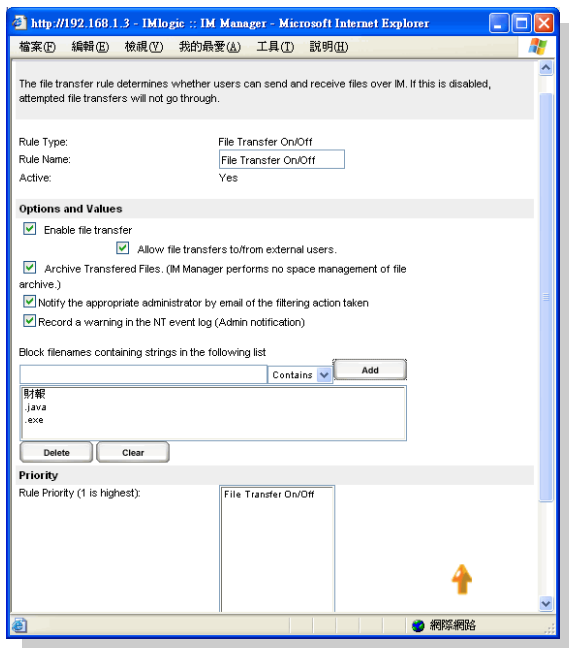 http://192.168.1.3 - IMlogic :: IM Manager - Microsoft Internet Explorer
檔案(F) 編輯(E) 檢視(V) 我的最愛(A) 工具(T) 說明(H)
The file transfer rule determines whether users can send and receive files over IM. If this is disabled,
attempted file transfers will not go through.
Rule Type: File Transfer On/Off
Rule Name: File Transfer On/Off
Active: Yes
Options and Values
Enable file transfer
Allow file transfers to/from external users.
Archive Transfered Files. (IM Manager performs no space management of file
archive.)
Notify the appropriate administrator by email of the filtering action taken
Record a warning in the NT event log (Admin notification)
Block filenames containing strings in the following list
Contains Add
財報
.java
.exe
Delete Clear
Priority
Rule Priority (1 is highest): File Transfer On/Off
網際網路